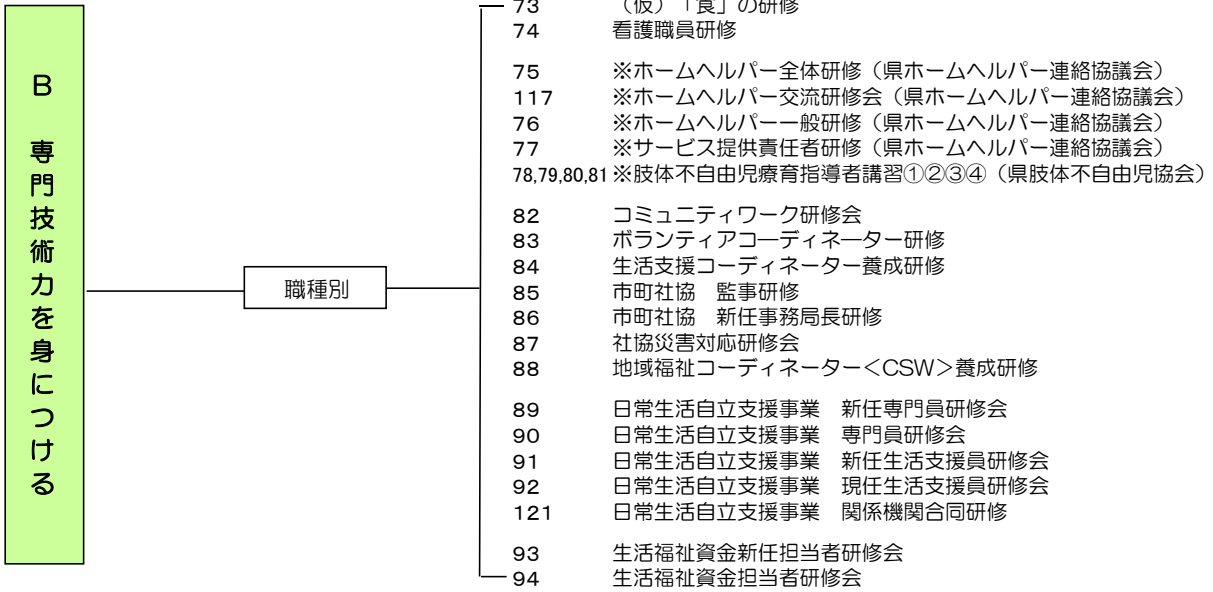 B 専門技術力を身につける
職種別
73 (仮)「食」の研修
74 看護職員研修
75 ※ホームヘルパー全体研修（県ホームヘルパー連絡協議会）
117 ※ホームヘルパー交流研修会（県ホームヘルパー連絡協議会）
76 ※ホームヘルパー一般研修（県ホームヘルパー連絡協議会）
77 ※サービス提供責任者研修（県ホームヘルパー連絡協議会）
78,79,80,81 ※肢体不自由児療育指導者講習①②③④（県肢体不自由児協会）
82 コミュニティワーク研修会
83 ボランティアコーディネーター研修
84 生活支援コーディネーター養成研修
85 市町社協 監事研修
86 市町社協 新任事務局長研修
87 社協災害対応研修会
88 地域福祉コーディネーター＜CSW＞養成研修
89 日常生活自立支援事業 新任専門員研修会
90 日常生活自立支援事業 専門員研修会
91 日常生活自立支援事業 新任生活支援員研修会
92 日常生活自立支援事業 現任生活支援員研修会
121 日常生活自立支援事業 関係機関合同研修
93 生活福祉資金新任担当者研修会
94 生活福祉資金担当者研修会